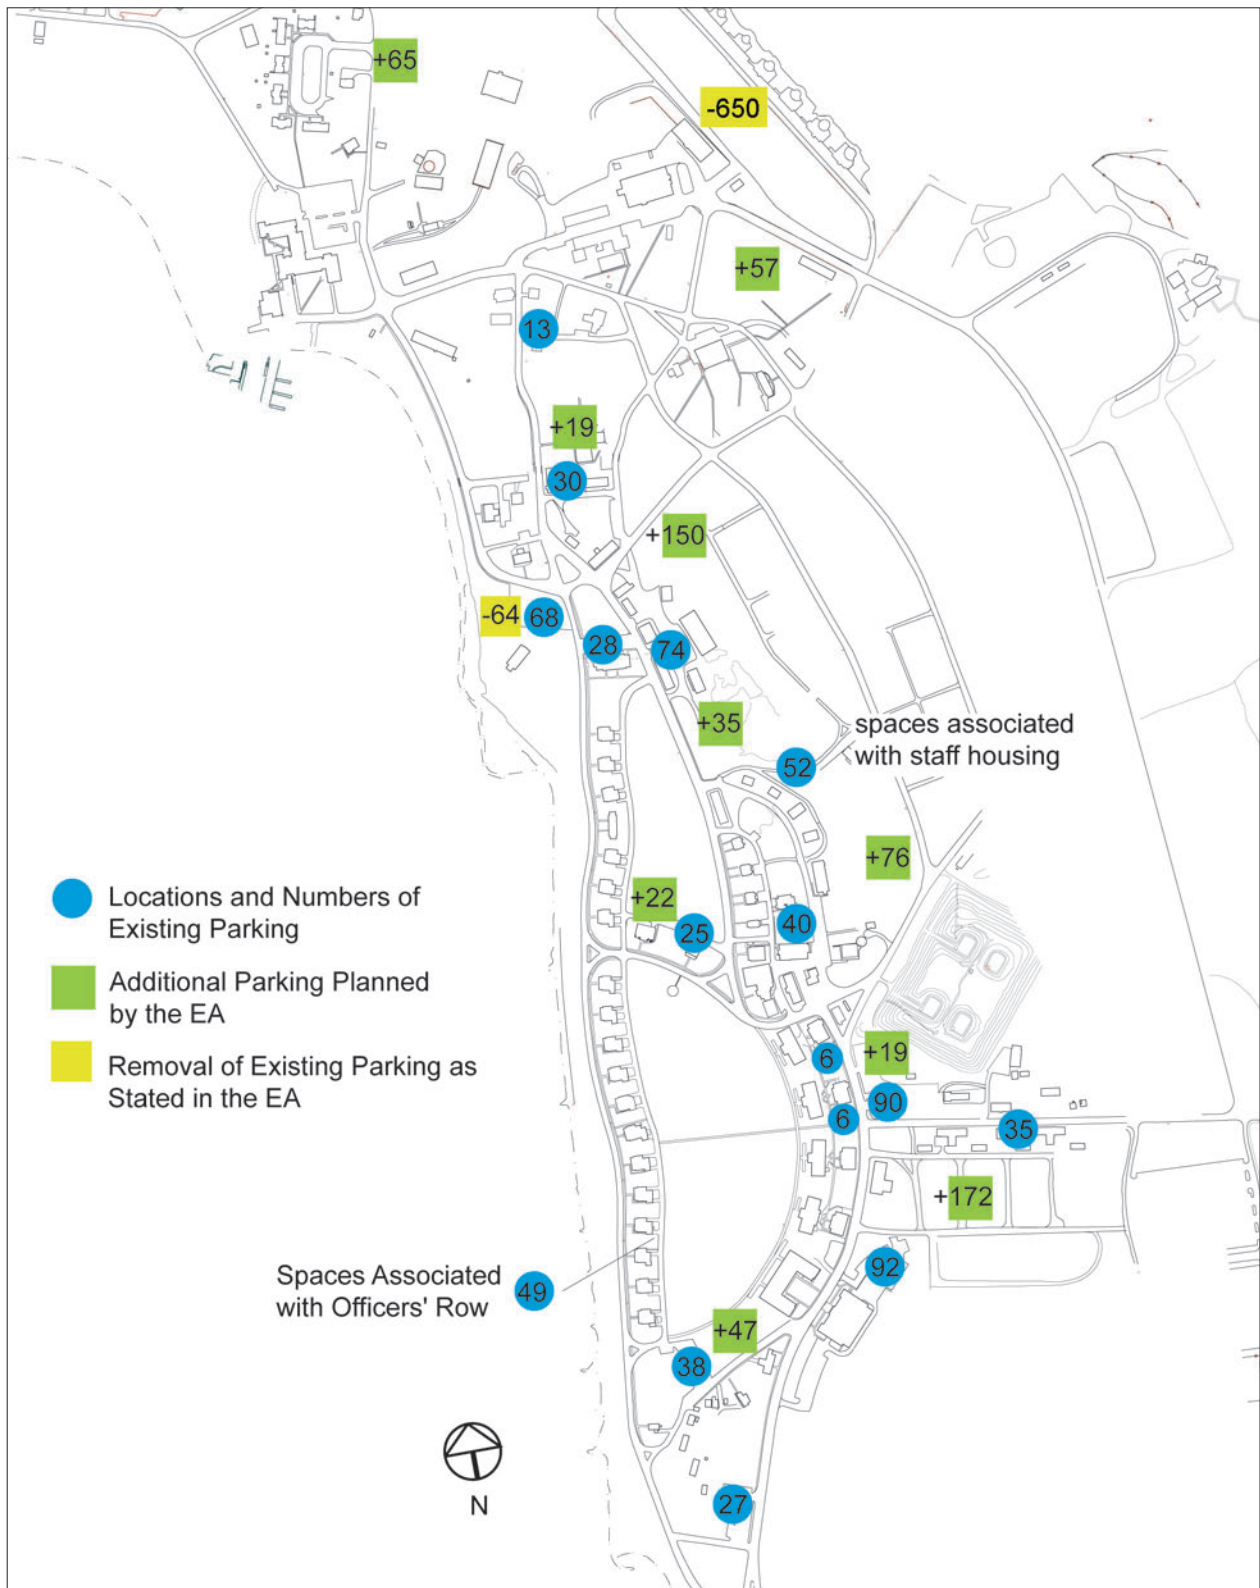 +65
-650
+57
13
+19
30
+150
-64
68
28
74
+35
spaces associated
with staff housing
52
+76
Locations and Numbers of
Existing Parking
+22
25
40
Additional Parking Planned
by the EA
Removal of Existing Parking as
Stated in the EA
6
+19
90
6
35
+172
Spaces Associated
with Officers' Row
49
92
+47
38
N
27